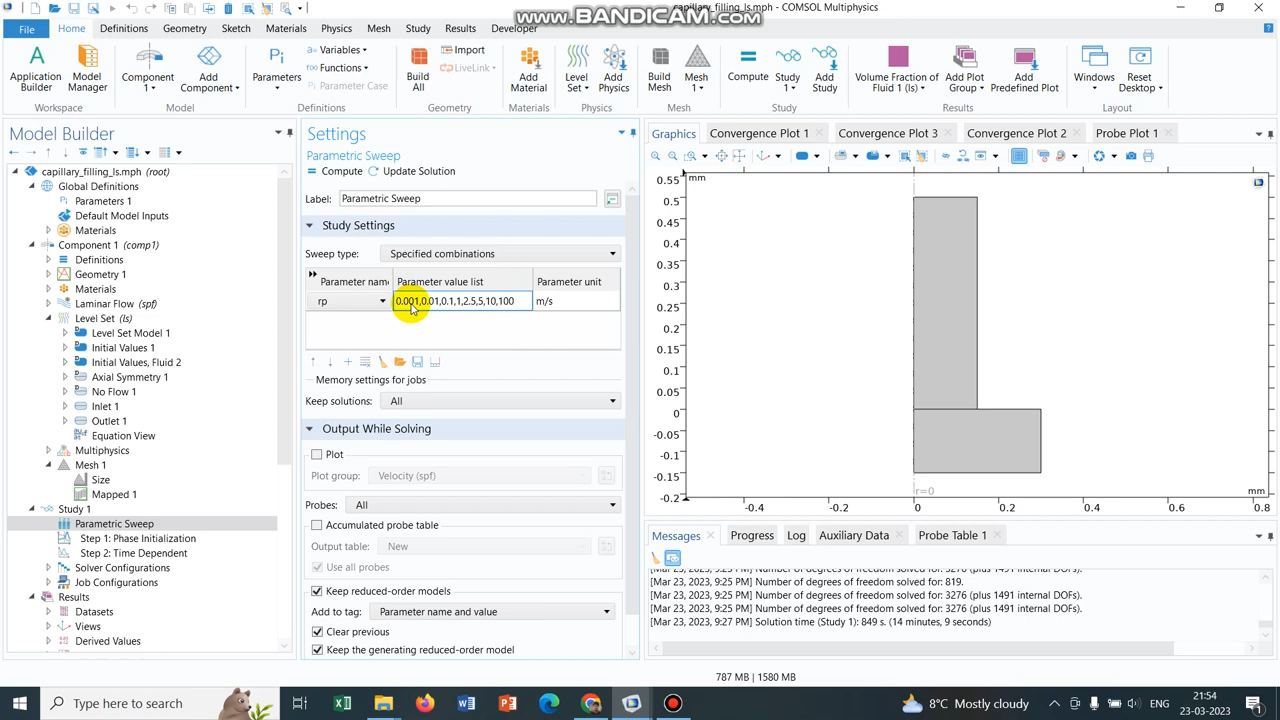 www.BANDICAM.com
capillary_filling_ls.mph - COMSOL Multiphysics
File
Home
Definitions
Geometry
Sketch
Materials
Physics
Mesh
Study
Results
Developer
Application Builder
Model Manager
Workspace
Component 1
Add Component
Model
Parameters
Variables
Functions
Parameter Case
Definitions
Build All
Import
LiveLink
Geometry
Add Material
Materials
Level Set
Add Physics
Physics
Build Mesh
Mesh 1
Mesh
Compute
Study 1
Add Study
Study
Volume Fraction of Fluid 1 (ls)
Add Plot Group
Add Predefined Plot
Results
Windows
Reset Desktop
Layout
Model Builder
capillary_filling_ls.mph (root)
Global Definitions
Parameters 1
Default Model Inputs
Materials
Component 1 (comp1)
Definitions
Geometry 1
Materials
Laminar Flow (spf)
Level Set (ls)
Level Set Model 1
Initial Values 1
Initial Values, Fluid 2
Axial Symmetry 1
No Flow 1
Inlet 1
Outlet 1
Equation View
Multiphysics
Mesh 1
Size
Mapped 1
Study 1
Parametric Sweep
Step 1: Phase Initialization
Step 2: Time Dependent
Solver Configurations
Job Configurations
Results
Datasets
Views
Derived Values
Settings
Parametric Sweep
Compute
Update Solution
Label: Parametric Sweep
Study Settings
Sweep type: Specified combinations
Parameter name
Parameter value list
Parameter unit
rp
0.001,0.01,0.1,1,2.5,5,10,100
m/s
Memory settings for jobs
Keep solutions: All
Output While Solving
Plot
Plot group: Velocity (spf)
Probes: All
Accumulated probe table
Output table: New
Use all probes
Keep reduced-order models
Add to tag: Parameter name and value
Clear previous
Keep the generating reduced-order model
Graphics
Convergence Plot 1
Convergence Plot 3
Convergence Plot 2
Probe Plot 1
0.55
mm
0.5
0.45
0.4
0.35
0.3
0.25
0.2
0.15
0.1
0.05
0
-0.05
-0.1
-0.15
-0.2
r=0
mm
-0.4
-0.2
0
0.2
0.4
0.6
0.8
Messages
Progress
Log
Auxiliary Data
Probe Table 1
[Mar 23, 2023, 9:25 PM] Number of degrees of freedom solved for: 3276 (plus 1491 internal DOFs).
[Mar 23, 2023, 9:25 PM] Number of degrees of freedom solved for: 819.
[Mar 23, 2023, 9:25 PM] Number of degrees of freedom solved for: 3276 (plus 1491 internal DOFs).
[Mar 23, 2023, 9:27 PM] Solution time (Study 1): 849 s. (14 minutes, 9 seconds)
787 MB | 1580 MB
Type here to search
8°C Mostly cloudy
ENG
21:54
23-03-2023